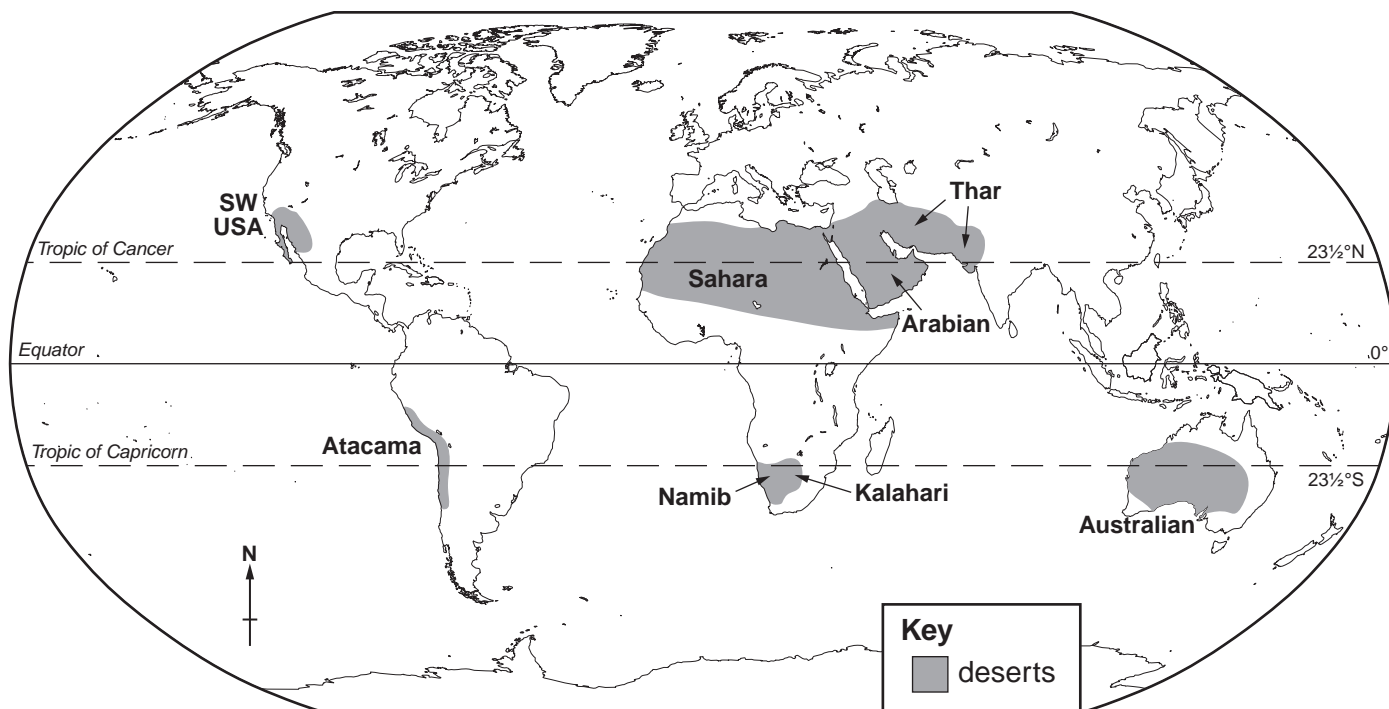 Thar
SW
USA
Tropic of Cancer
23½°N
Sahara
Arabian
Equator
0°
Atacama
Tropic of Capricorn
Namib
Kalahari
23½°S
Australian
N
Key
deserts